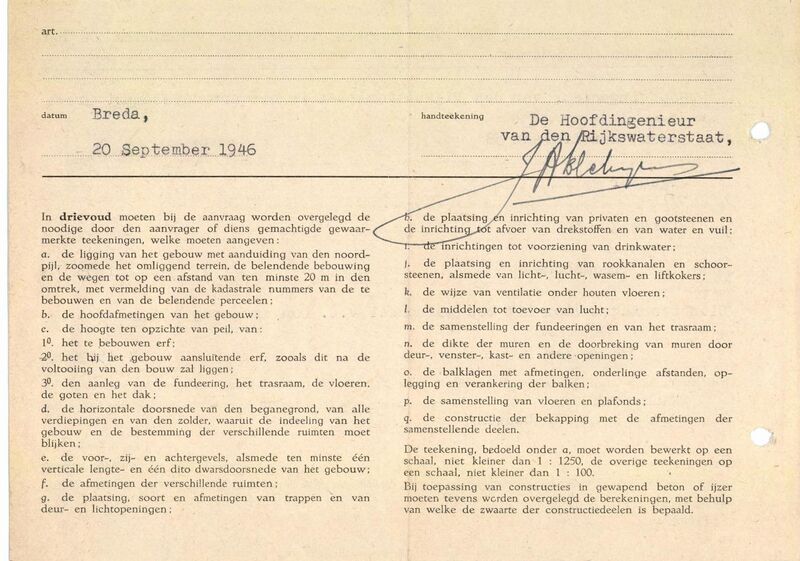 art.
datum Breda,
20 September 1946
handteekening De Hoofdingenieur
van den Rijkswaterstaat,
In drievoud moeten bij de aanvraag worden overgelegd de
noodige door den aanvrager of diens gemachtigde gewaar-
merkte teekeningen, welke moeten aangeven:
a. de ligging van het gebouw met aanduiding van den noord-
pijl, zoomede het omliggend terrein, de belendende bebouwing
en de wegen tot op een afstand van ten minste 20 m in den
omtrek, met vermelding van de kadastrale nummers van de te
bebouwen en van de belendende perceelen;
b. de hoofdafmetingen van het gebouw;
c. de hoogte ten opzichte van peil, van:
1º. het te bebouwen erf;
2º. het bij het gebouw aansluitende erf, zooals dit na de
voltooiing van den bouw zal liggen;
3º. den aanleg van de fundeering, het trasraam, de vloeren,
de goten en het dak;
d. de horizontale doorsnede van den beganegrond, van alle
verdiepingen en van den zolder, waaruit de indeeling van het
gebouw en de bestemming der verschillende ruimten moet
blijken;
e. de voor-, zij- en achtergevels, alsmede ten minste één
verticale lengte- en één dito dwarsdoorsnede van het gebouw;
f. de afmetingen der verschillende ruimten;
g. de plaatsing, soort en afmetingen van trappen en van
deur- en lichtopeningen;
h. de plaatsing en inrichting van privaten en gootsteenen en
de inrichting tot afvoer van drekstoffen en van water en vuil;
i. de inrichtingen tot voorziening van drinkwater;
j. de plaatsing en inrichting van rookkanalen en schoor-
steenen, alsmede van licht-, lucht-, wasem- en liftkokers;
k. de wijze van ventilatie onder houten vloeren;
l. de middelen tot toevoer van lucht;
m. de samenstelling der fundeeringen en van het trasraam;
n. de dikte der muren en de doorbreking van muren door
deur-, venster-, kast- en andere openingen;
o. de balklagen met afmetingen, onderlinge afstanden, op-
legging en verankering der balken;
p. de samenstelling van vloeren en plafonds;
q. de constructie der bekapping met de afmetingen der
samenstellende deelen.
De teekening, bedoeld onder a, moet worden bewerkt op een
schaal, niet kleiner dan 1 : 1250, de overige teekeningen op
een schaal, niet kleiner dan 1 : 100.
Bij toepassing van constructies in gewapend beton of ijzer
moeten tevens worden overgelegd de berekeningen, met behulp
van welke de zwaarte der constructiedeelen is bepaald.